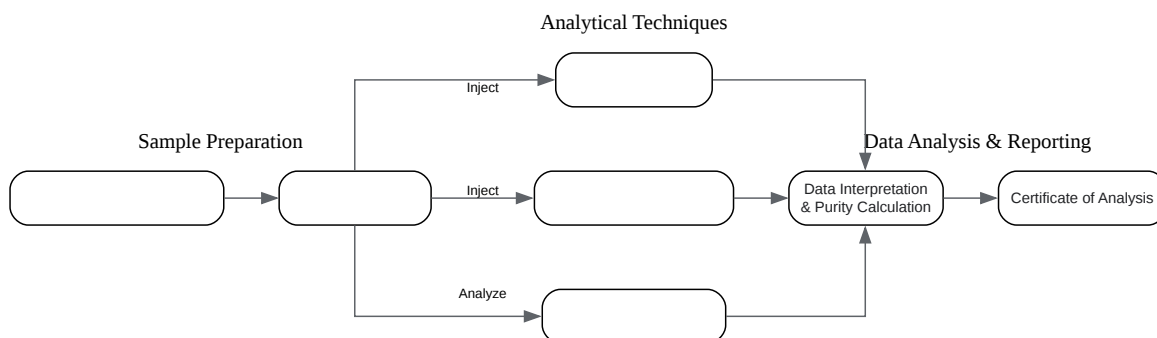 Analytical Techniques
Inject
Sample Preparation
Data Analysis & Reporting
Inject
Data Interpretation
& Purity Calculation
Certificate of Analysis
Analyze